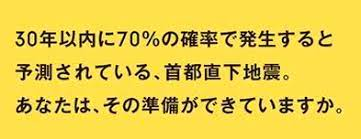 30年以内に70%の確率で発生すると
予測されている、首都直下地震。
あなたは、その準備ができていますか。